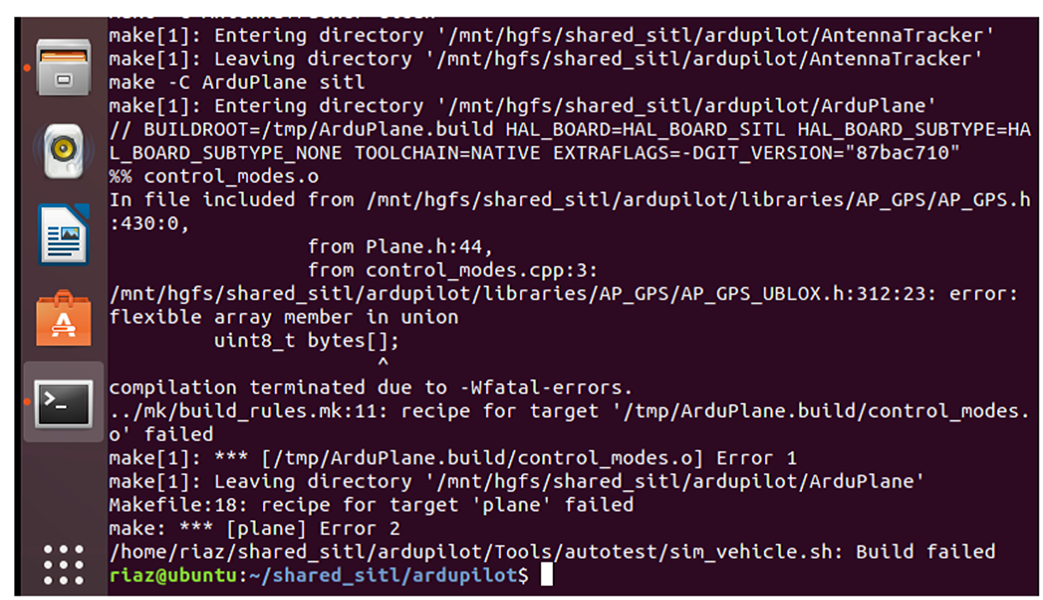 make[1]: Entering directory '/mnt/hgfs/shared_sitl/ardupilot/AntennaTracker'
make[1]: Leaving directory '/mnt/hgfs/shared_sitl/ardupilot/AntennaTracker'
make -C ArduPlane sitl
make[1]: Entering directory '/mnt/hgfs/shared_sitl/ardupilot/ArduPlane'
// BUILDROOT=/tmp/ArduPlane.build HAL_BOARD=HAL_BOARD_SITL HAL_BOARD_SUBTYPE=HA
L_BOARD_SUBTYPE_NONE TOOLCHAIN=NATIVE EXTRAFLAGS=-DGIT_VERSION="87bac710"
%% control_modes.o
In file included from /mnt/hgfs/shared_sitl/ardupilot/libraries/AP_GPS/AP_GPS.h
:430:0,
                 from Plane.h:44,
                 from control_modes.cpp:3:
/mnt/hgfs/shared_sitl/ardupilot/libraries/AP_GPS/AP_GPS_UBLOX.h:312:23: error:
flexible array member in union
         uint8_t bytes[];
                       ^
compilation terminated due to -Wfatal-errors.
../mk/build_rules.mk:11: recipe for target '/tmp/ArduPlane.build/control_modes.
o' failed
make[1]: *** [/tmp/ArduPlane.build/control_modes.o] Error 1
make[1]: Leaving directory '/mnt/hgfs/shared_sitl/ardupilot/ArduPlane'
Makefile:18: recipe for target 'plane' failed
make: *** [plane] Error 2
/home/riaz/shared_sitl/ardupilot/Tools/autotest/sim_vehicle.sh: Build failed
riaz@ubuntu:~/shared_sitl/ardupilot$